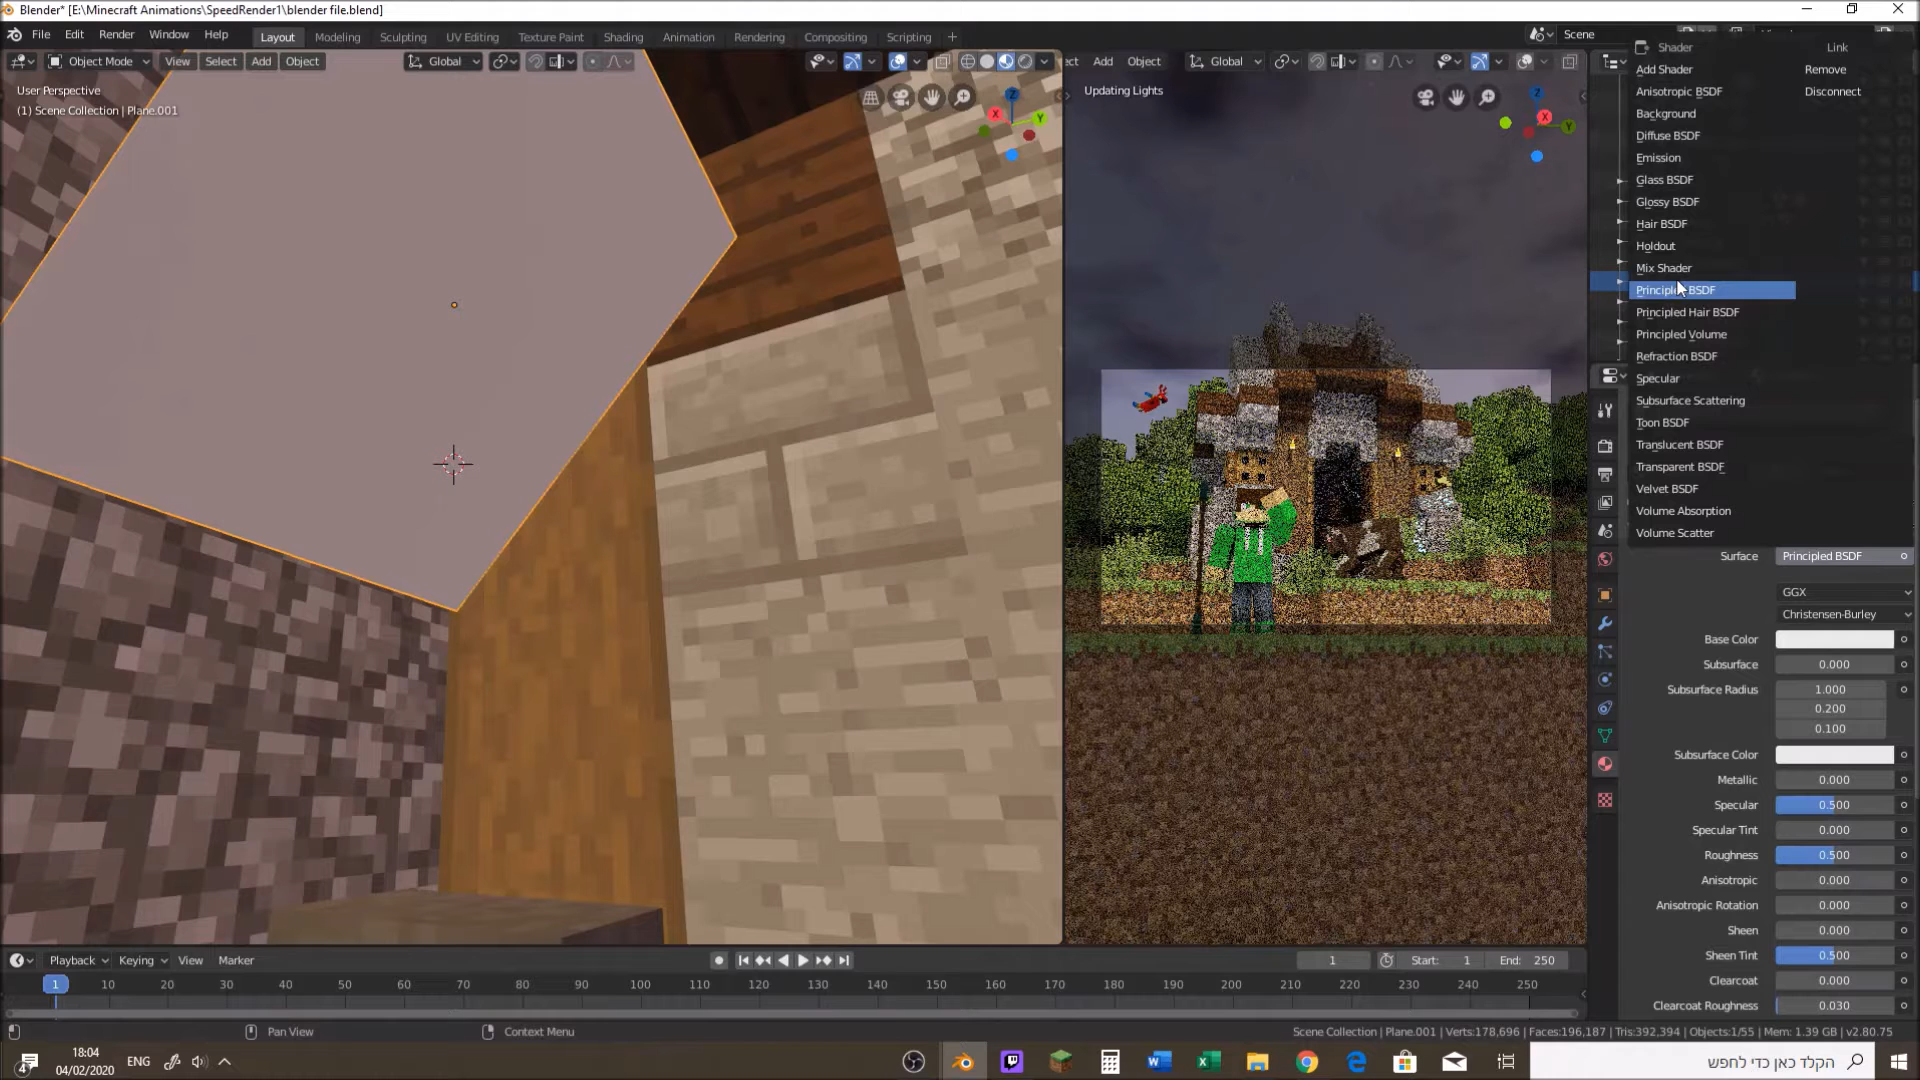 Blender* [E:\Minecraft Animations\SpeedRender1\blender file.blend]
File Edit Render Window Help
Layout Modeling Sculpting UV Editing Texture Paint Shading Animation Rendering Compositing Scripting
Scene
Object Mode View Select Add Object Global
Add Object Global
User Perspective
(1) Scene Collection | Plane.001
Updating Lights
Z
X
Y
Z
X
Y
Shader Link
Add Shader Remove
Anisotropic BSDF Disconnect
Background
Diffuse BSDF
Emission
Glass BSDF
Glossy BSDF
Hair BSDF
Holdout
Mix Shader
Principled BSDF
Principled Hair BSDF
Principled Volume
Refraction BSDF
Specular
Subsurface Scattering
Toon BSDF
Translucent BSDF
Transparent BSDF
Velvet BSDF
Volume Absorption
Volume Scatter
Surface Principled BSDF
GGX
Christensen-Burley
Base Color
Subsurface 0.000
Subsurface Radius 1.000
0.200
0.100
Subsurface Color
Metallic 0.000
Specular 0.500
Specular Tint 0.000
Roughness 0.500
Anisotropic 0.000
Anisotropic Rotation 0.000
Sheen 0.000
Sheen Tint 0.500
Clearcoat 0.000
Clearcoat Roughness 0.030
Playback Keying View Marker
1 Start: 1 End: 250
1 10 20 30 40 50 60 70 80 90 100 110 120 130 140 150 160 170 180 190 200 210 220 230 240 250
Pan View Context Menu
Scene Collection | Plane.001 | Verts:178,696 | Faces:196,187 | Tris:392,394 | Objects:1/55 | Mem: 1.39 GB | v2.80.75
4
18:04
04/02/2020
ENG
הקלד כאן כדי לחפש